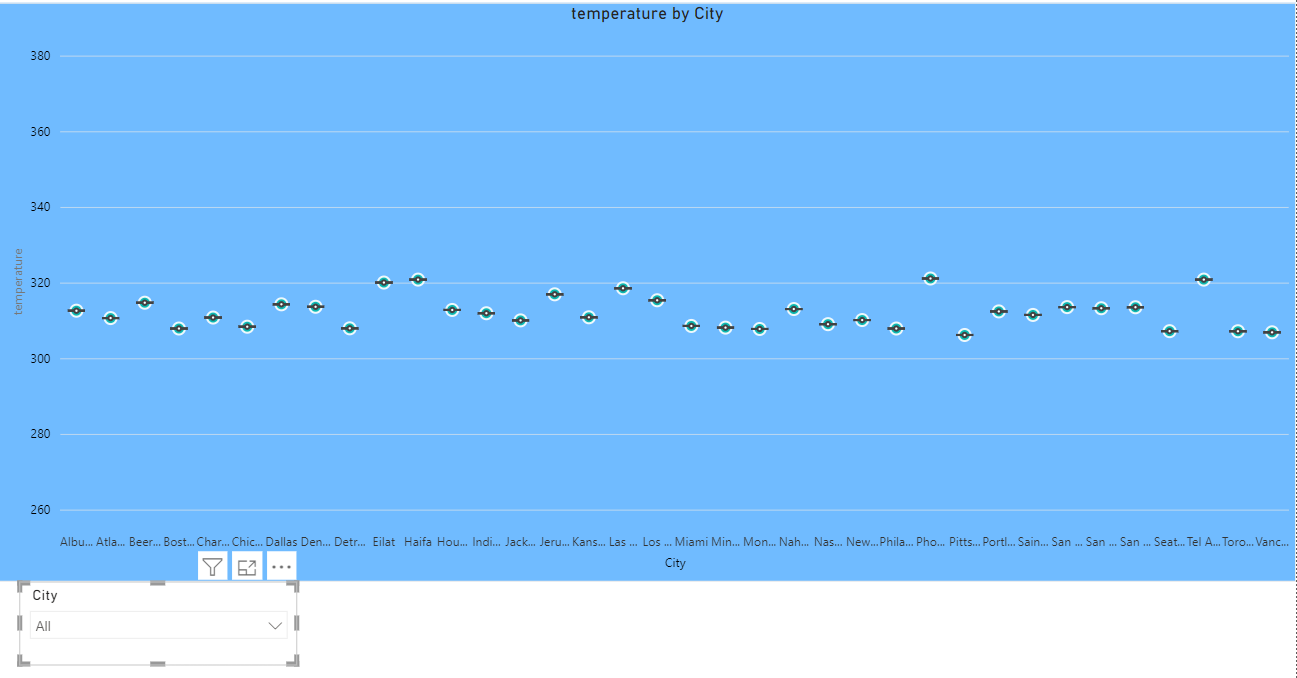 temperature by City
380
360
340
320
300
280
260
temperature
Albu... Atla... Beer... Bost... Char... Chic... Dallas Den... Detr... Eilat Haifa Hou... Indi... Jack... Jeru... Kans... Las ... Los ... Miami Min... Mon... Nah... Nas... New... Phila... Pho... Pitts... Portl... Sain... San ... San ... San ... Seat... Tel A... Toro... Vanc...
City
City
All